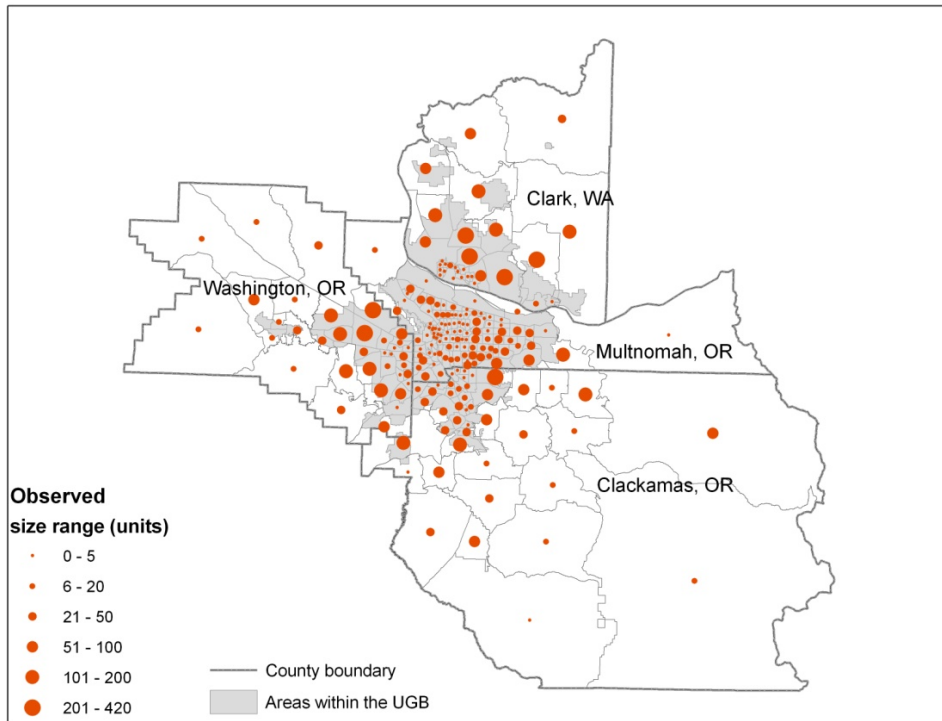 Clark, WA
Washington, OR
Multnomah, OR
Clackamas, OR
Observed
size range (units)
0 - 5
6 - 20
21 - 50
51 - 100
101 - 200
201 - 420
County boundary
Areas within the UGB